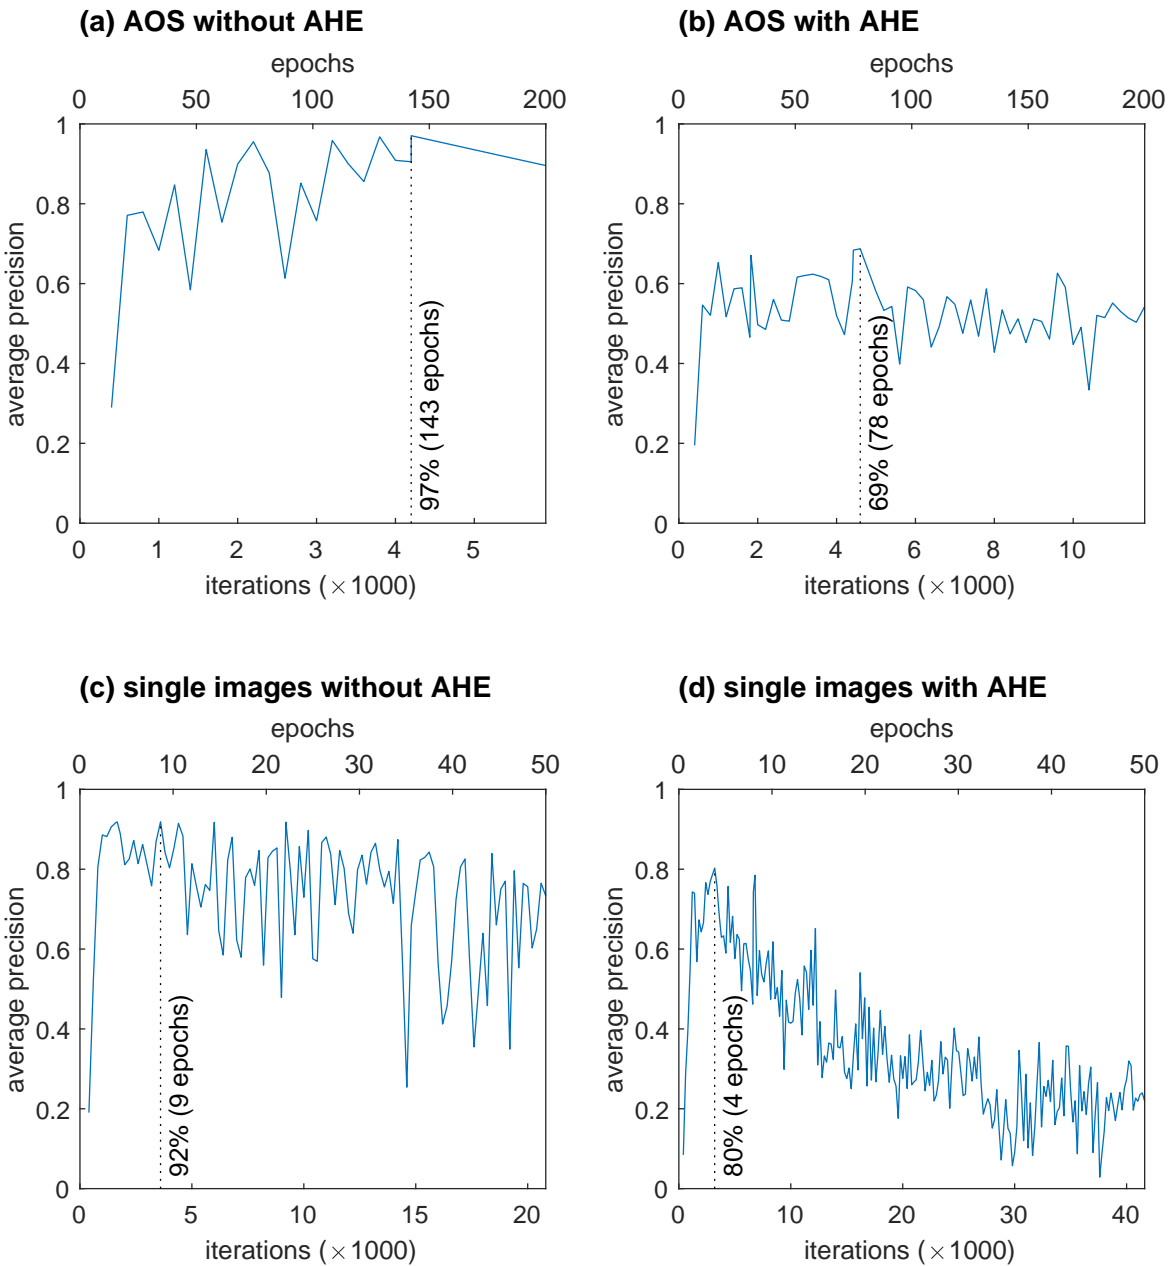 (a) AOS without AHE
epochs
0 50 100 150 200
1
0.8
0.6
0.4
0.2
0
average precision
97% (143 epochs)
0 1 2 3 4 5
iterations (×1000)
(b) AOS with AHE
epochs
0 50 100 150 200
1
0.8
0.6
0.4
0.2
0
average precision
69% (78 epochs)
0 2 4 6 8 10
iterations (×1000)
(c) single images without AHE
epochs
0 10 20 30 40 50
1
0.8
0.6
0.4
0.2
0
average precision
92% (9 epochs)
0 5 10 15 20
iterations (×1000)
(d) single images with AHE
epochs
0 10 20 30 40 50
1
0.8
0.6
0.4
0.2
0
average precision
80% (4 epochs)
0 10 20 30 40
iterations (×1000)